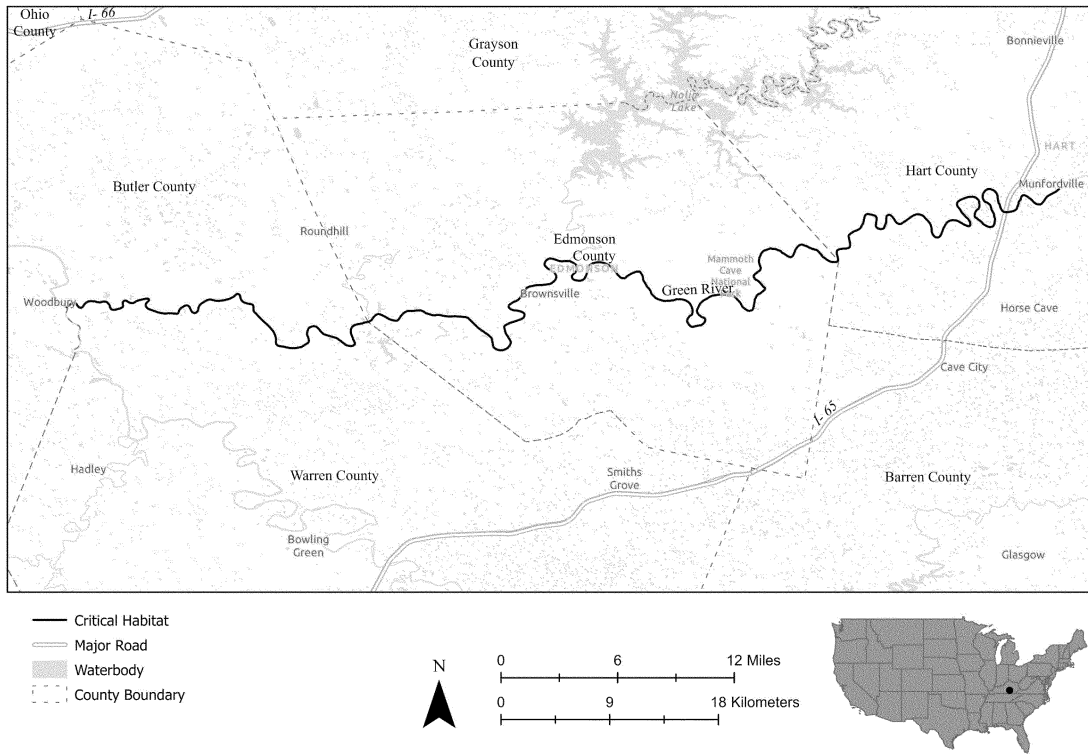 Ohio
County
I- 66
Grayson
County
Bonnieville
Nolin
Lake
HART
Hart County
Munfordville
Butler County
Roundhill
Edmonson
County
EDMONSON
Mammoth
Cave
National
Park
Green River
Woodbury
Brownsville
Horse Cave
Cave City
I- 65
Hadley
Warren County
Smiths
Grove
Barren County
Bowling
Green
Glasgow
Critical Habitat
Major Road
Waterbody
County Boundary
N
0 6 12 Miles
0 9 18 Kilometers